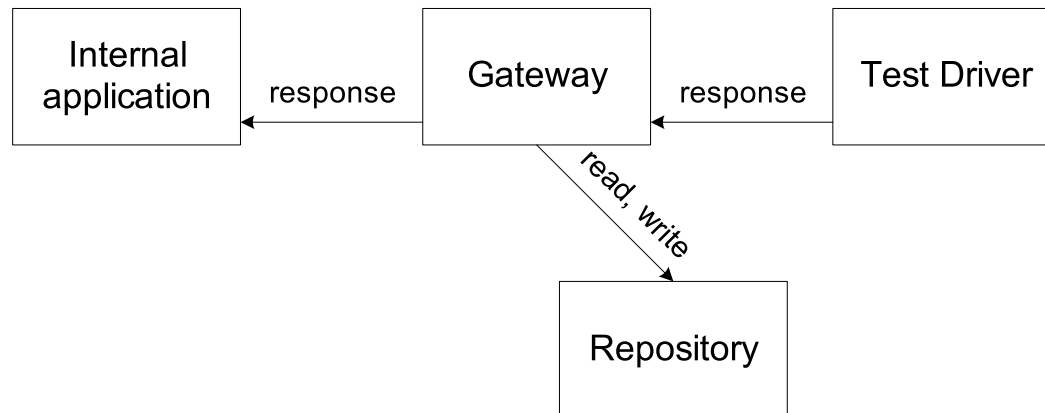 Internal
application
response
Gateway
response
Test Driver
read, write
Repository